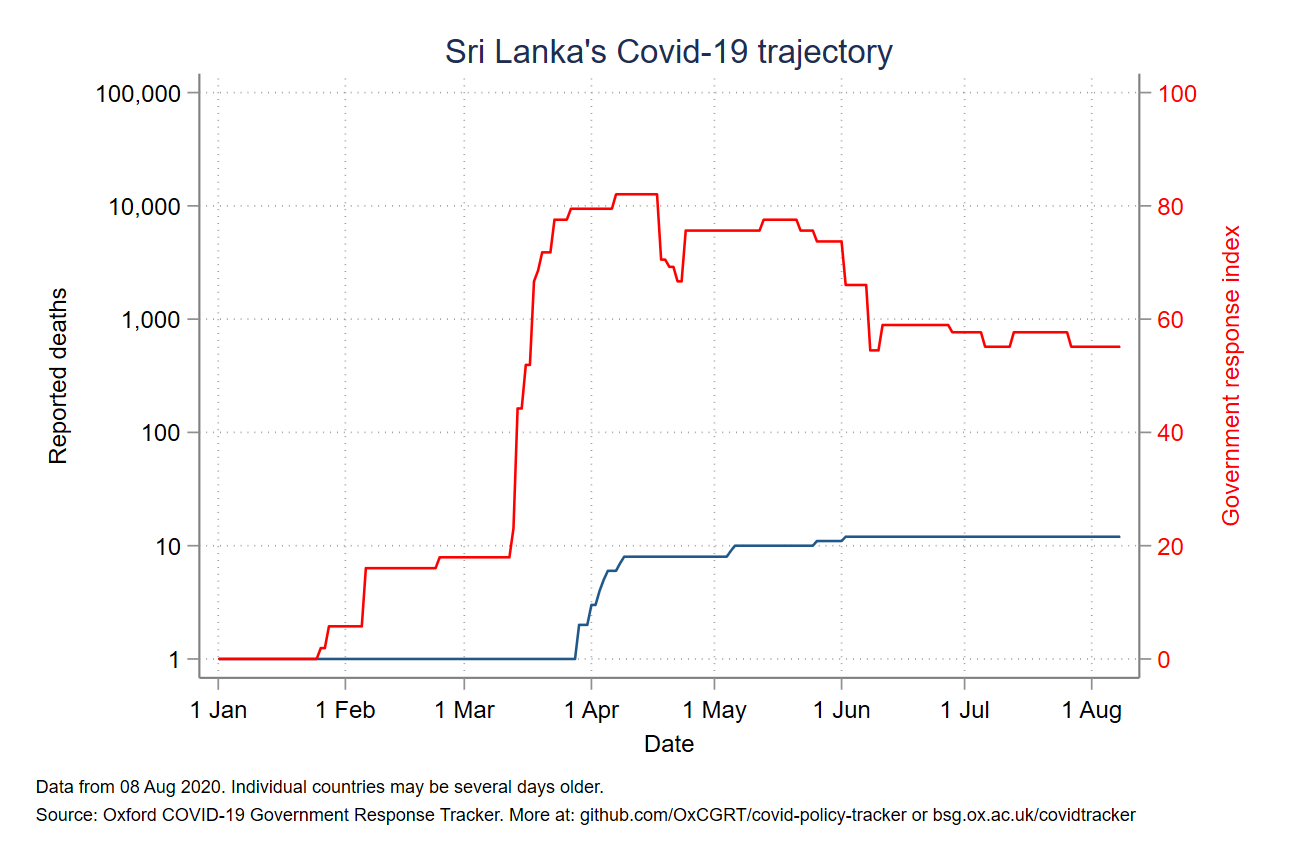 Sri Lanka's Covid-19 trajectory
100,000
10,000
1,000
100
10
1
Reported deaths
100
80
60
40
20
0
Government response index
1 Jan
1 Feb
1 Mar
1 Apr
1 May
1 Jun
1 Jul
1 Aug
Date
Data from 08 Aug 2020. Individual countries may be several days older.
Source: Oxford COVID-19 Government Response Tracker. More at: github.com/OxCGRT/covid-policy-tracker or bsg.ox.ac.uk/covidtracker